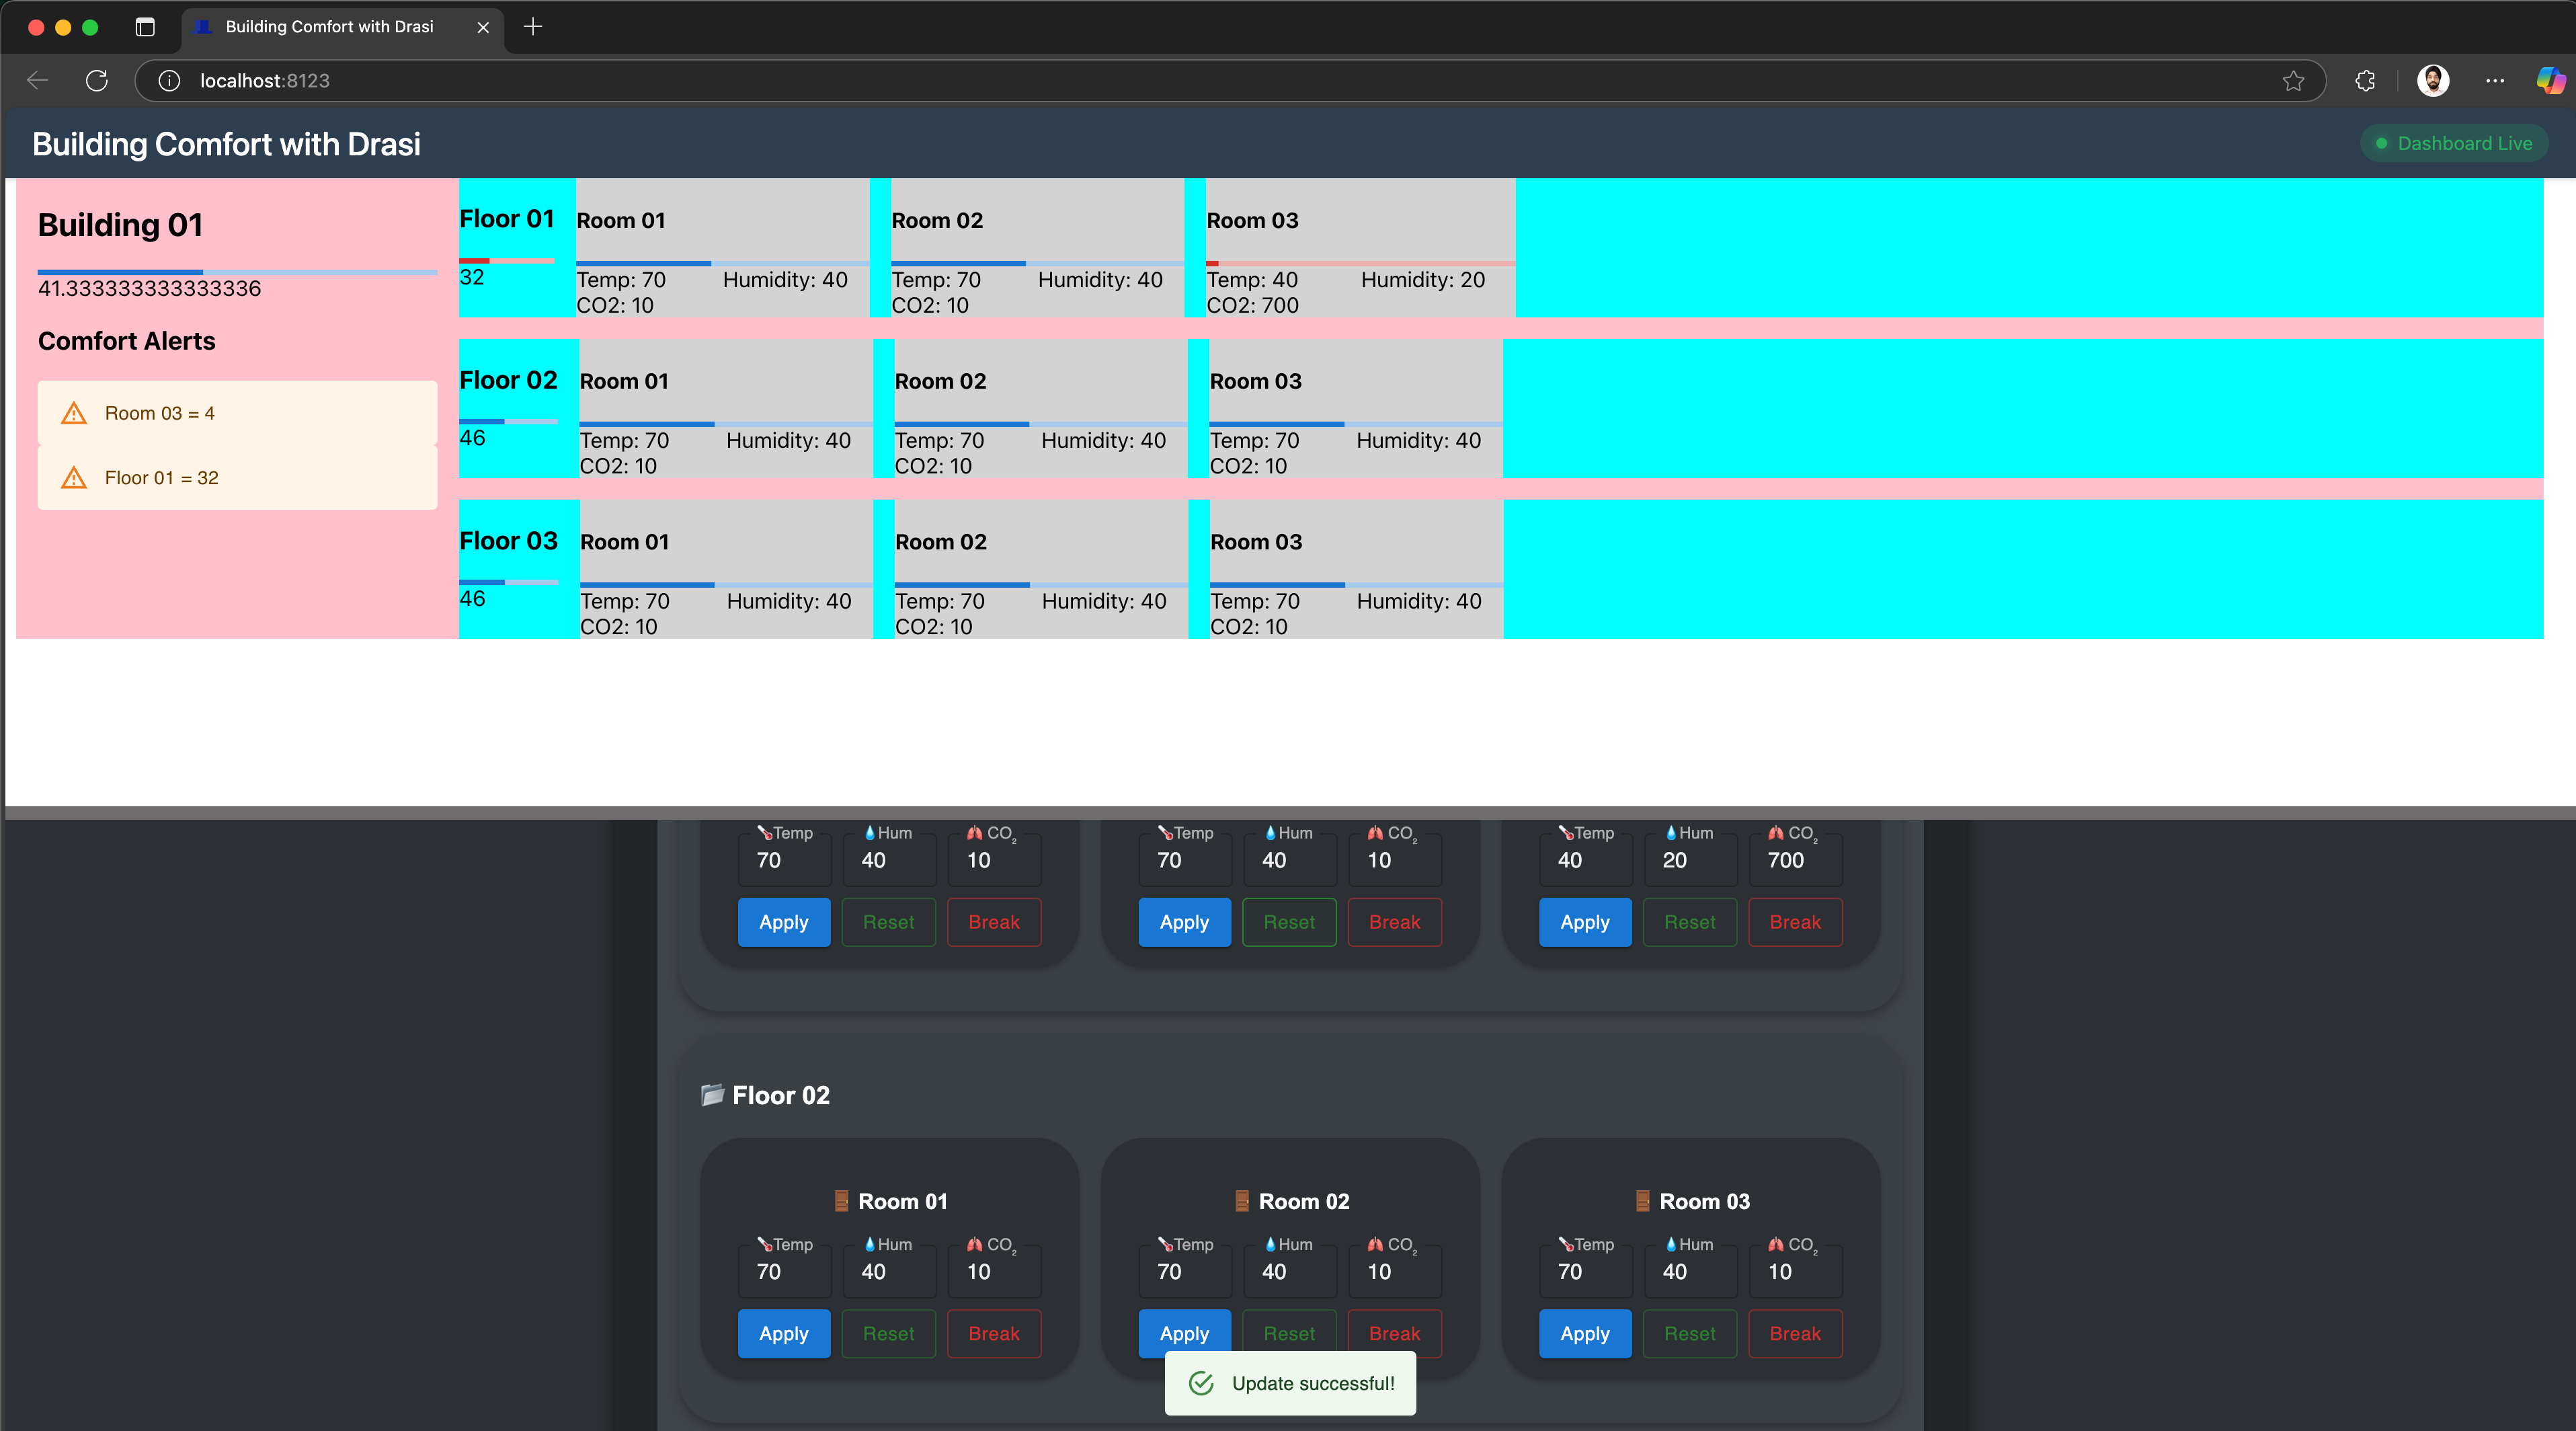 Building Comfort with Drasi
localhost:8123
Building Comfort with Drasi
Dashboard Live
Building 01
41.333333333333336
Comfort Alerts
Room 03 = 4
Floor 01 = 32
Floor 01
32
Room 01
Temp: 70 Humidity: 40
CO2: 10
Room 02
Temp: 70 Humidity: 40
CO2: 10
Room 03
Temp: 40 Humidity: 20
CO2: 700
Floor 02
46
Room 01
Temp: 70 Humidity: 40
CO2: 10
Room 02
Temp: 70 Humidity: 40
CO2: 10
Room 03
Temp: 70 Humidity: 40
CO2: 10
Floor 03
46
Room 01
Temp: 70 Humidity: 40
CO2: 10
Room 02
Temp: 70 Humidity: 40
CO2: 10
Room 03
Temp: 70 Humidity: 40
CO2: 10
Temp Hum CO₂
70 40 10
Apply Reset Break
Temp Hum CO₂
70 40 10
Apply Reset Break
Temp Hum CO₂
40 20 700
Apply Reset Break
Floor 02
Room 01
Temp Hum CO₂
70 40 10
Apply Reset Break
Room 02
Temp Hum CO₂
70 40 10
Apply Reset Break
Room 03
Temp Hum CO₂
70 40 10
Apply Reset Break
Update successful!